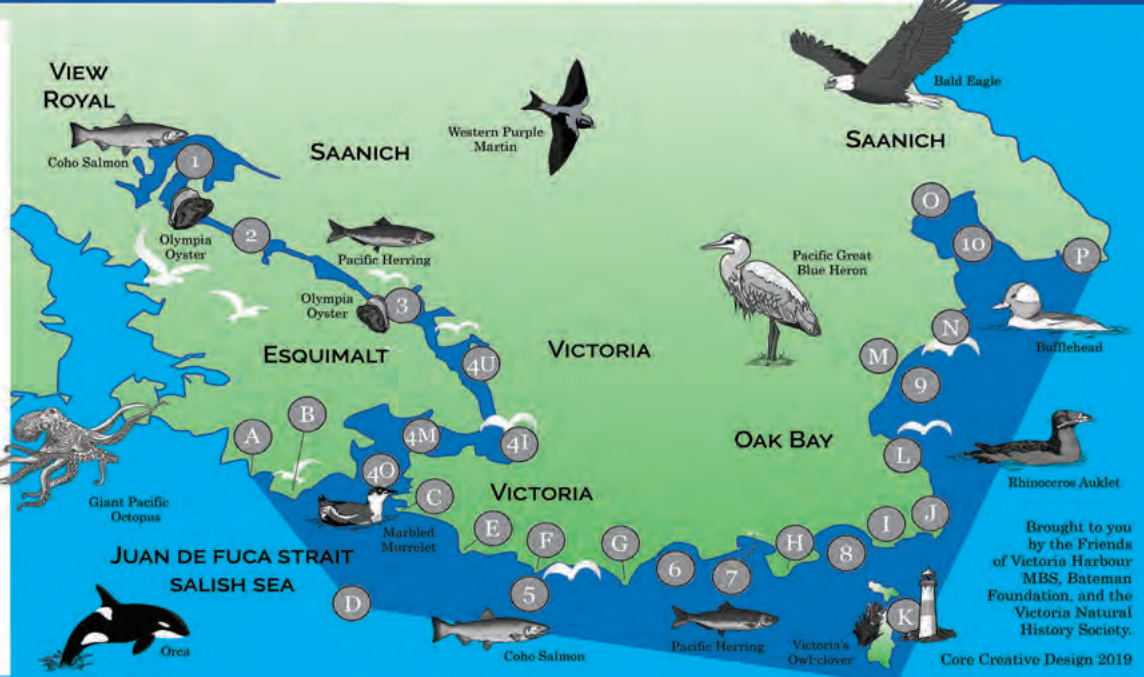 VIEW
ROYAL
Coho Salmon
1
SAANICH
Western Purple
Martin
Bald Eagle
SAANICH
Olympia
Oyster
2
Pacific Herring
Olympia
Oyster
3
Pacific Great
Blue Heron
O
10
P
Bufflehead
ESQUIMALT
VICTORIA
4U
M
N
9
A
B
4M
4I
OAK BAY
L
4O
C
VICTORIA
Rhinoceros Auklet
Giant Pacific
Octopus
Marbled
Murrelet
E
F
G
6
7
H
8
I
J
JUAN DE FUCA STRAIT
SALISH SEA
D
5
K
Orca
Coho Salmon
Pacific Herring
Victoria's
Owl-clover
Brought to you
by the Friends
of Victoria Harbour
MBS, Bateman
Foundation, and the
Victoria Natural
History Society.
Core Creative Design 2019